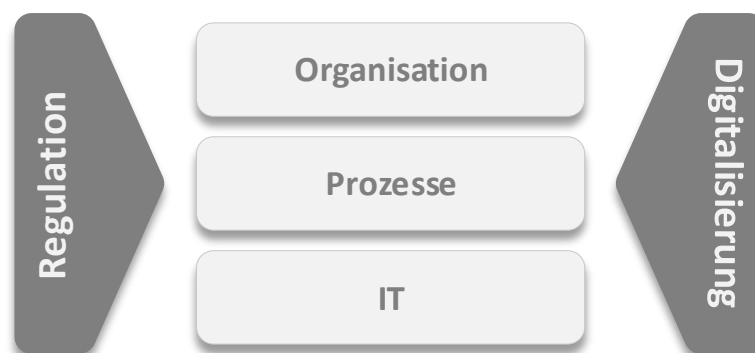 Regulation
Organisation
Prozesse
IT
Digitalisierung